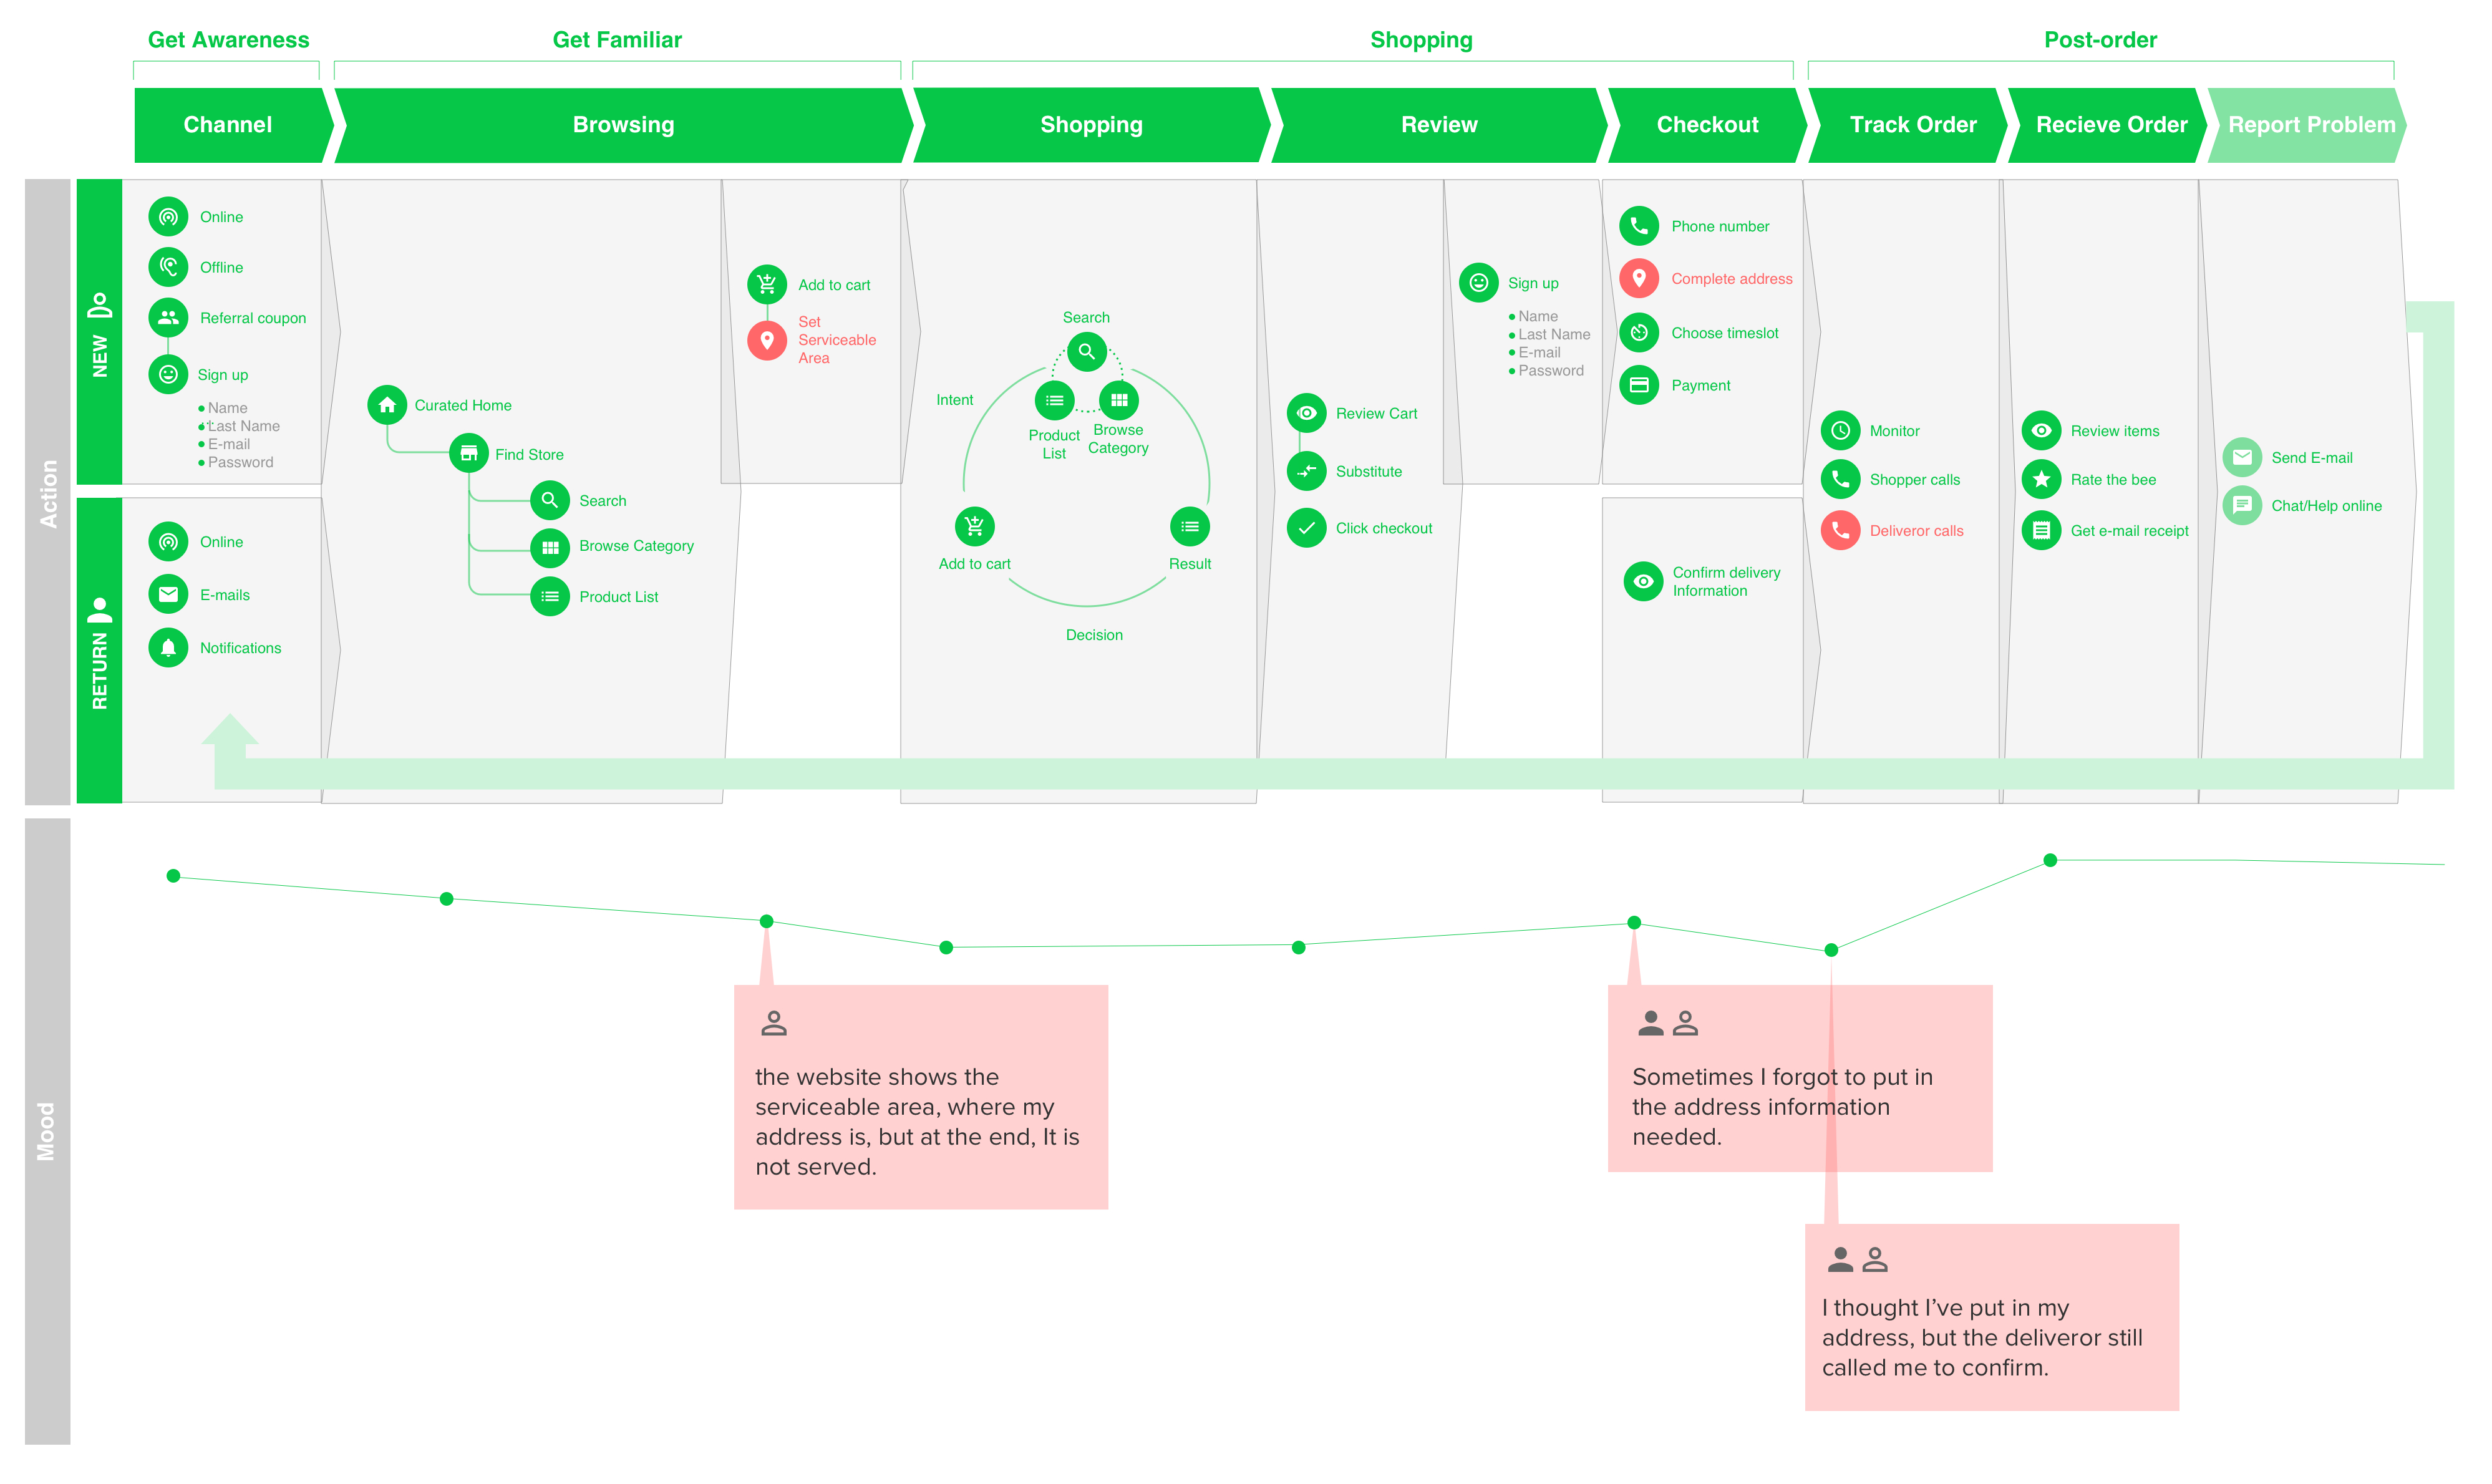 Get Awareness
Get Familiar
Shopping
Post-order
Channel
Browsing
Shopping
Review
Checkout
Track Order
Recieve Order
Report Problem
Action
NEW
Online
Offline
Referral coupon
Sign up
Name
Last Name
E-mail
Password
RETURN
Online
E-mails
Notifications
Curated Home
Find Store
Search
Browse Category
Product List
Add to cart
Set
Serviceable
Area
Search
Intent
Product
List
Browse
Category
Add to cart
Result
Decision
Review Cart
Substitute
Click checkout
Sign up
Name
Last Name
E-mail
Password
Phone number
Complete address
Choose timeslot
Payment
Confirm delivery
Information
Monitor
Shopper calls
Deliveror calls
Review items
Rate the bee
Get e-mail receipt
Send E-mail
Chat/Help online
Mood
the website shows the
serviceable area, where my
address is, but at the end, It is
not served.
Sometimes I forgot to put in
the address information
needed.
I thought I’ve put in my
address, but the deliveror still
called me to confirm.